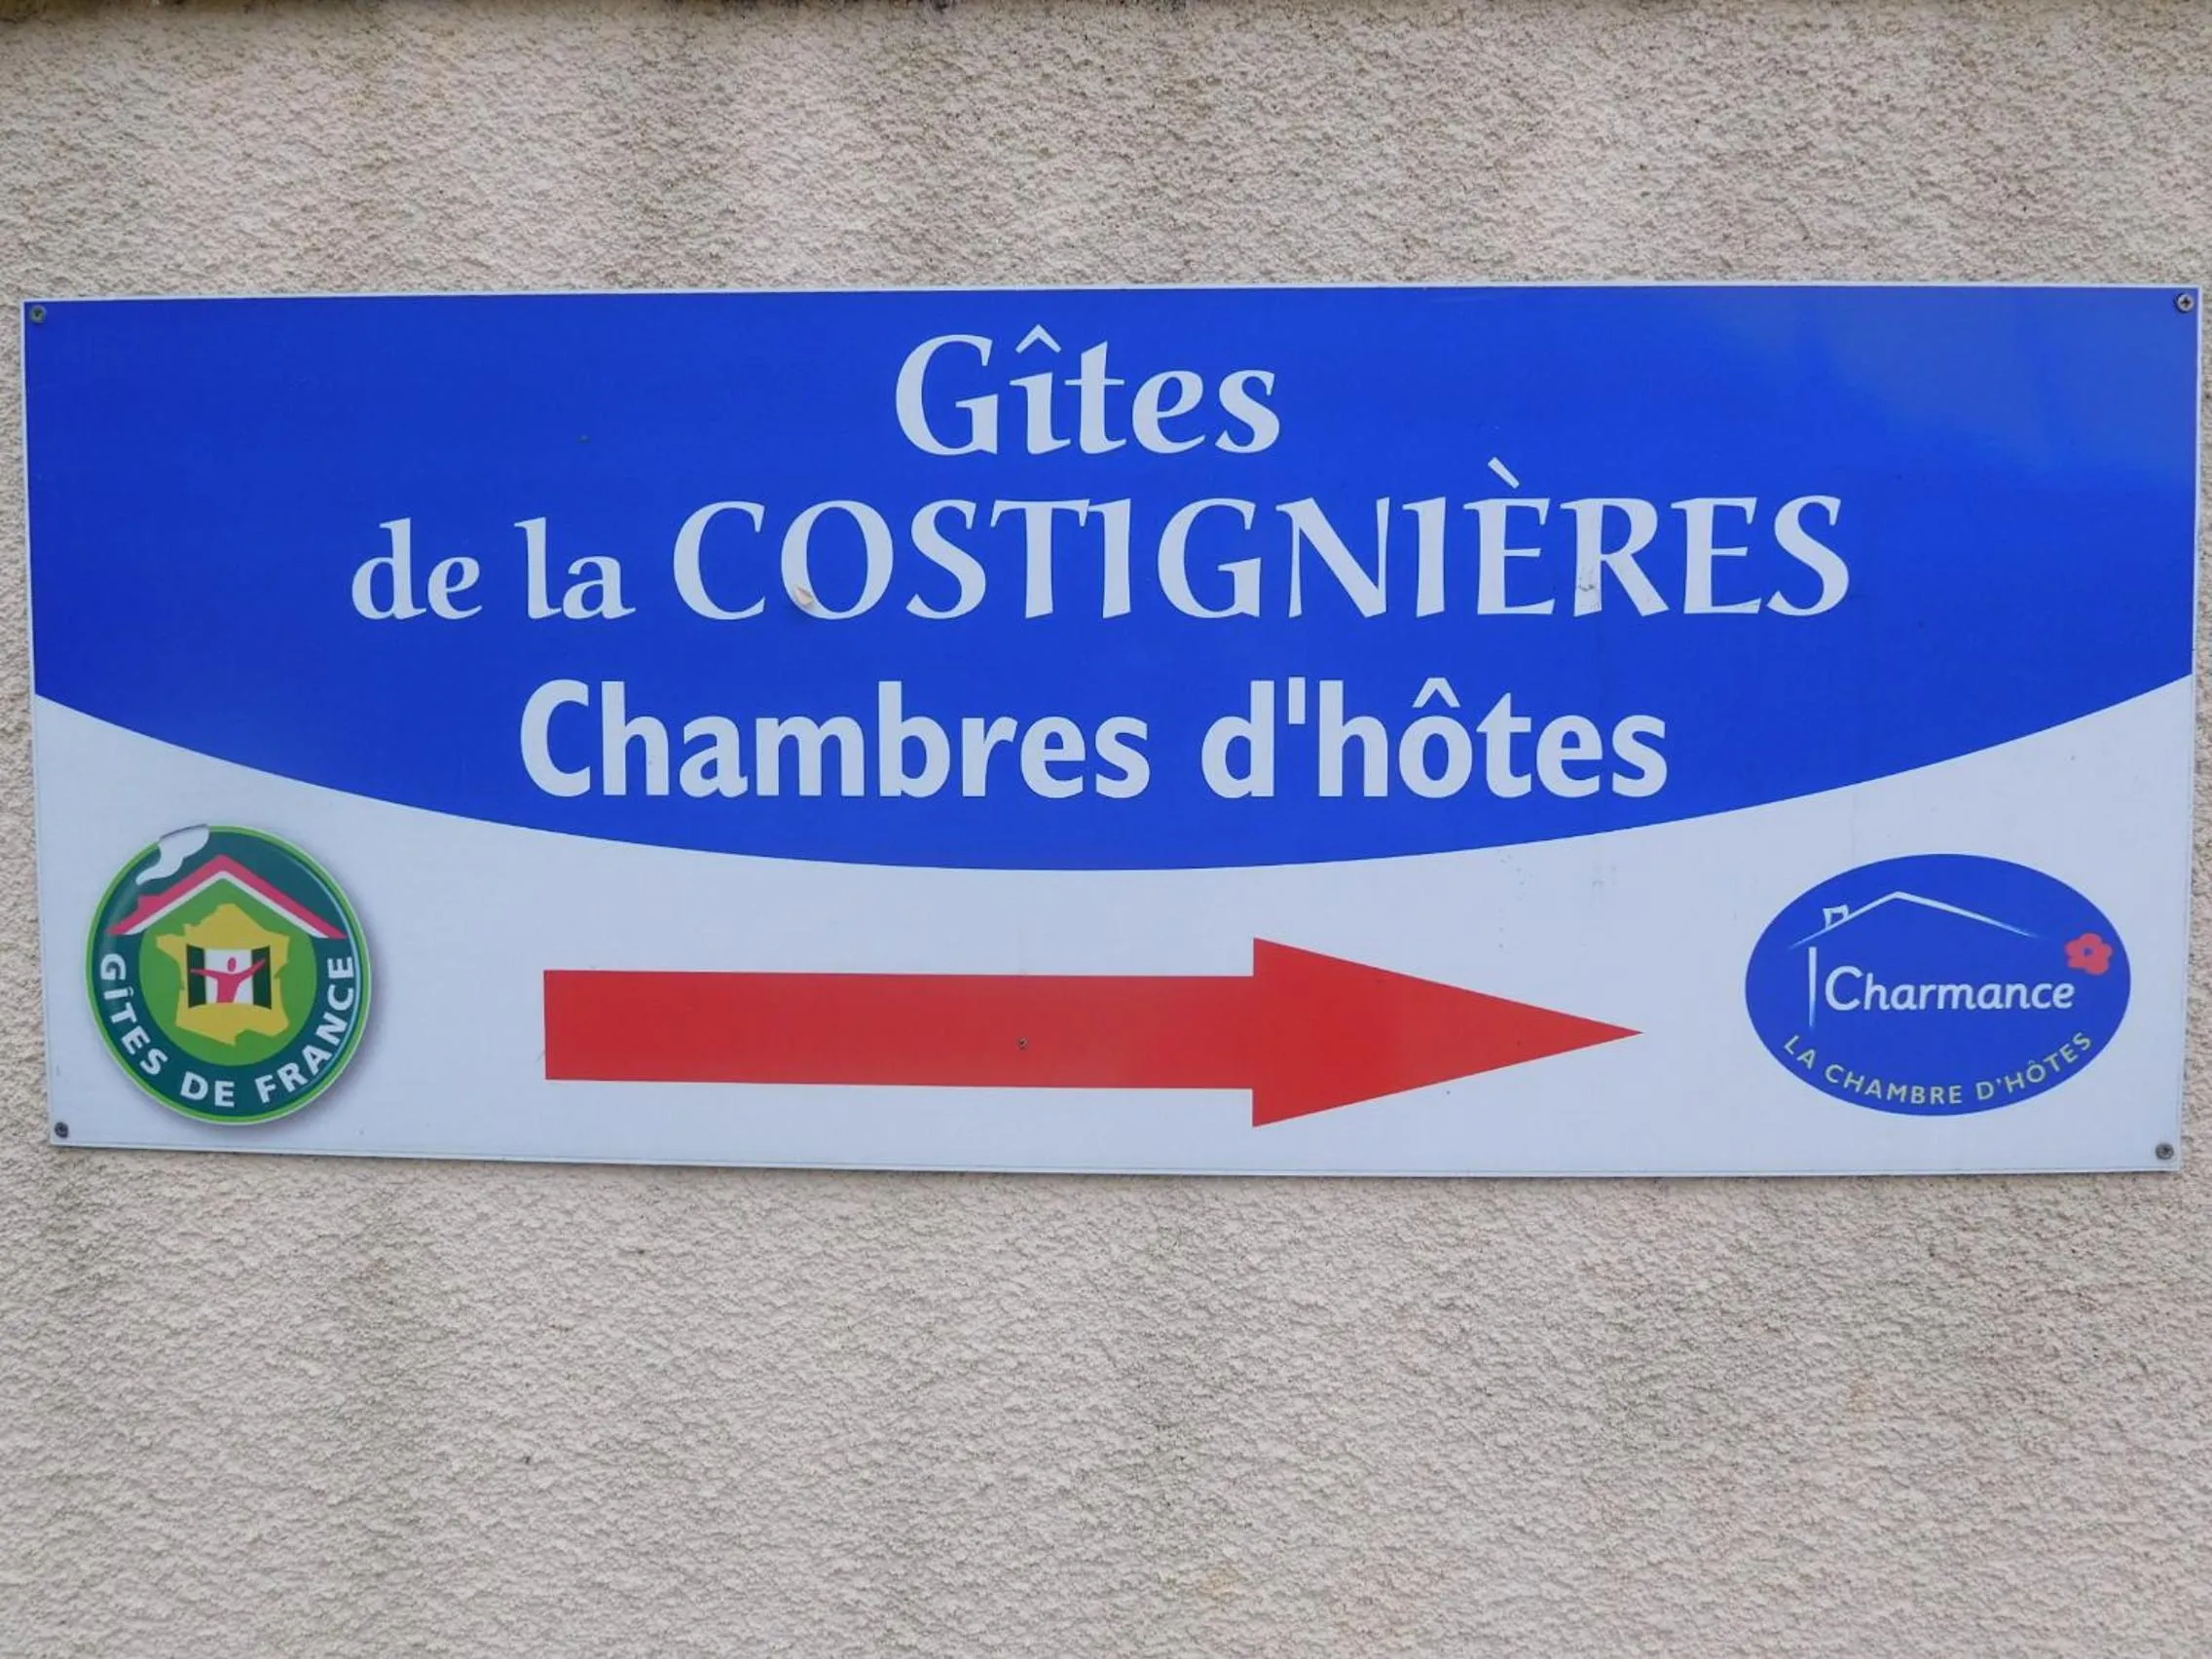 Gîtes
de la COSTIGNIÈRES
Chambres d'hôtes
GÎTES DE FRANCE
Charmance
LA CHAMBRE D'HÔTES